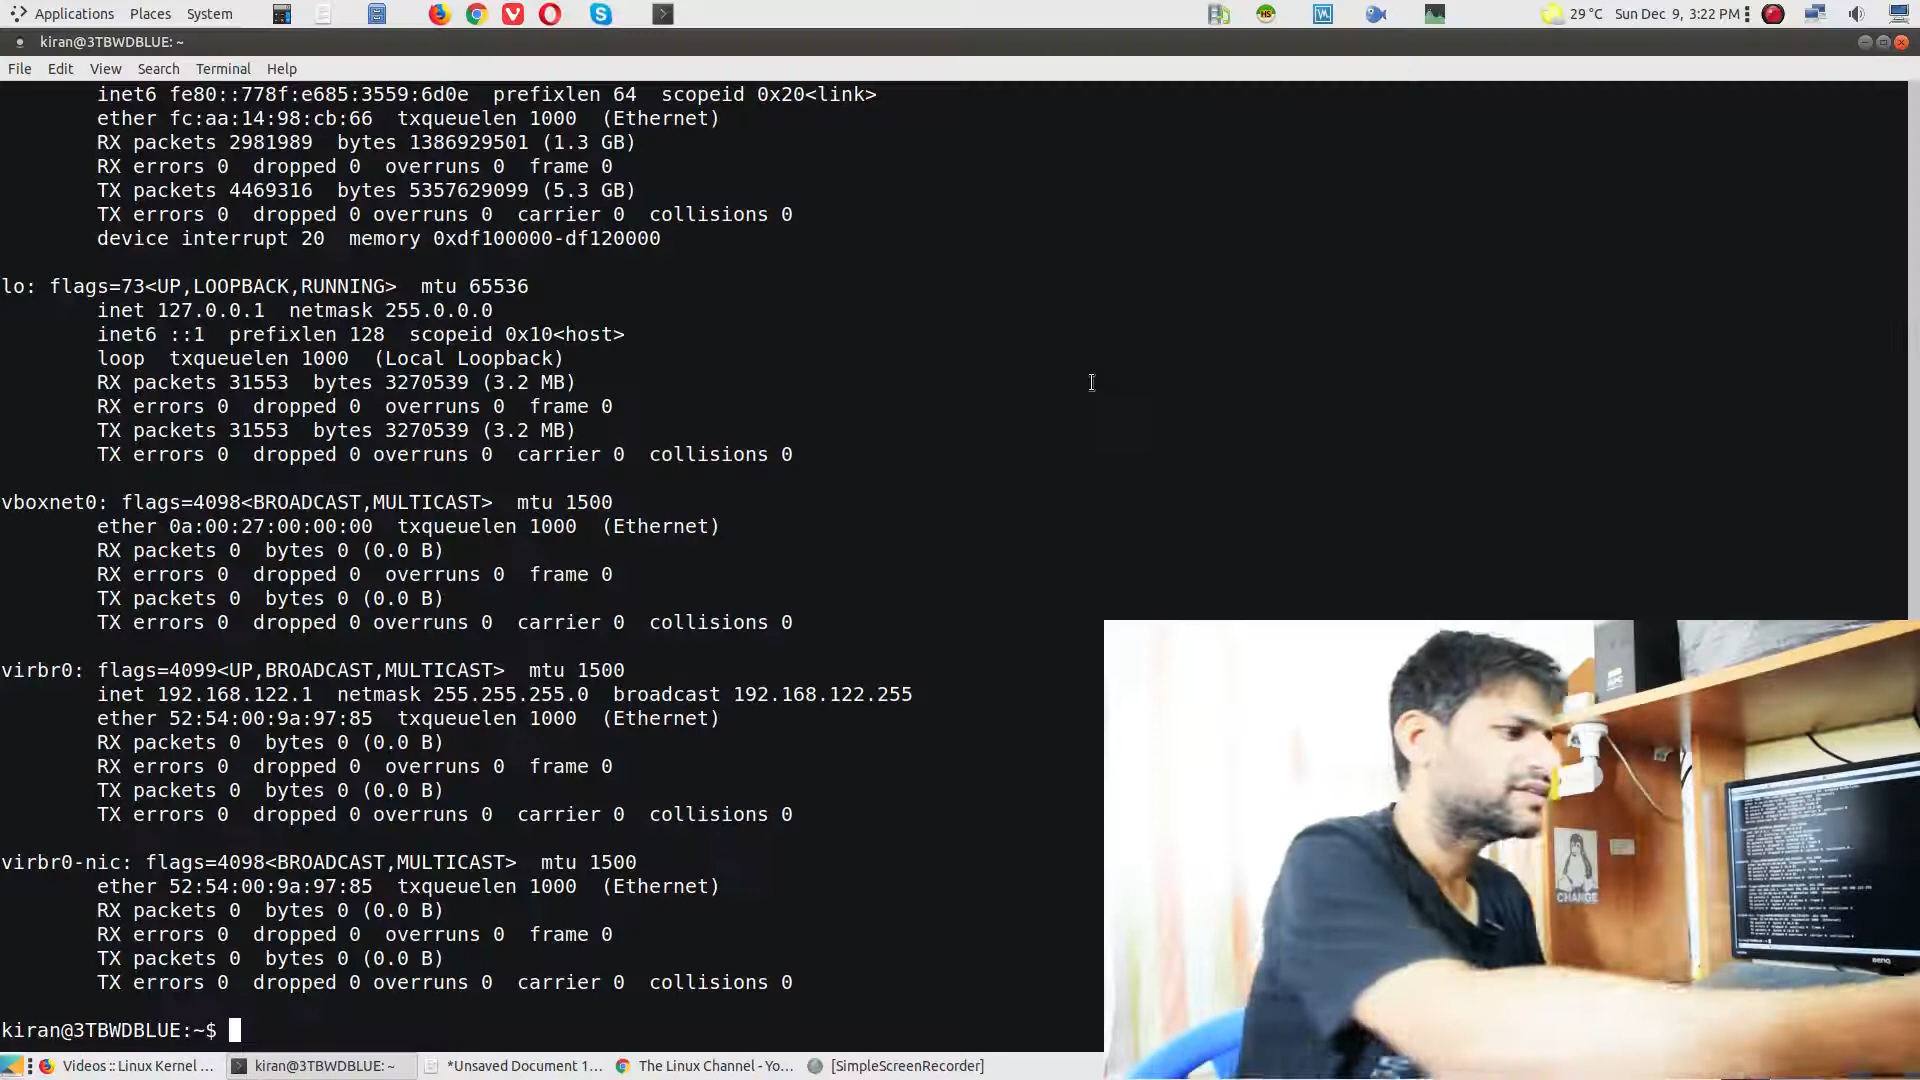 Applications Places System
29 °C Sun Dec 9, 3:22 PM
kiran@3TBWDBLUE: ~
File Edit View Search Terminal Help
inet6 fe80::778f:e685:3559:6d0e prefixlen 64 scopeid 0x20<link>
ether fc:aa:14:98:cb:66 txqueuelen 1000 (Ethernet)
RX packets 2981989 bytes 1386929501 (1.3 GB)
RX errors 0 dropped 0 overruns 0 frame 0
TX packets 4469316 bytes 5357629099 (5.3 GB)
TX errors 0 dropped 0 overruns 0 carrier 0 collisions 0
device interrupt 20 memory 0xdf100000-df120000
lo: flags=73<UP,LOOPBACK,RUNNING> mtu 65536
inet 127.0.0.1 netmask 255.0.0.0
inet6 ::1 prefixlen 128 scopeid 0x10<host>
loop txqueuelen 1000 (Local Loopback)
RX packets 31553 bytes 3270539 (3.2 MB)
RX errors 0 dropped 0 overruns 0 frame 0
TX packets 31553 bytes 3270539 (3.2 MB)
TX errors 0 dropped 0 overruns 0 carrier 0 collisions 0
vboxnet0: flags=4098<BROADCAST,MULTICAST> mtu 1500
ether 0a:00:27:00:00:00 txqueuelen 1000 (Ethernet)
RX packets 0 bytes 0 (0.0 B)
RX errors 0 dropped 0 overruns 0 frame 0
TX packets 0 bytes 0 (0.0 B)
TX errors 0 dropped 0 overruns 0 carrier 0 collisions 0
virbr0: flags=4099<UP,BROADCAST,MULTICAST> mtu 1500
inet 192.168.122.1 netmask 255.255.255.0 broadcast 192.168.122.255
ether 52:54:00:9a:97:85 txqueuelen 1000 (Ethernet)
RX packets 0 bytes 0 (0.0 B)
RX errors 0 dropped 0 overruns 0 frame 0
TX packets 0 bytes 0 (0.0 B)
TX errors 0 dropped 0 overruns 0 carrier 0 collisions 0
virbr0-nic: flags=4098<BROADCAST,MULTICAST> mtu 1500
ether 52:54:00:9a:97:85 txqueuelen 1000 (Ethernet)
RX packets 0 bytes 0 (0.0 B)
RX errors 0 dropped 0 overruns 0 frame 0
TX packets 0 bytes 0 (0.0 B)
TX errors 0 dropped 0 overruns 0 carrier 0 collisions 0
kiran@3TBWDBLUE:~$
CHANGE
BenQ
Videos :: Linux Kernel ... kiran@3TBWDBLUE: ~ *Unsaved Document 1... The Linux Channel - Yo... [SimpleScreenRecorder]